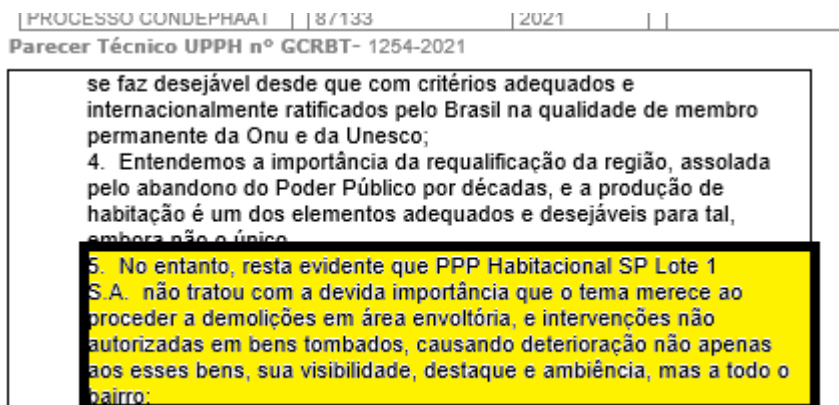 PROCESSO CONDEPHAAT | | 87133 | 2021 | |
Parecer Técnico UPPH nº GCRBT- 1254-2021
se faz desejável desde que com critérios adequados e
internacionalmente ratificados pelo Brasil na qualidade de membro
permanente da Onu e da Unesco;
4. Entendemos a importância da requalificação da região, assolada
pelo abandono do Poder Público por décadas, e a produção de
habitação é um dos elementos adequados e desejáveis para tal,
embora não o único.
5. No entanto, resta evidente que PPP Habitacional SP Lote 1
S.A. não tratou com a devida importância que o tema merece ao
proceder a demolições em área envoltória, e intervenções não
autorizadas em bens tombados, causando deterioração não apenas
aos esses bens, sua visibilidade, destaque e ambiência, mas a todo o
bairro;